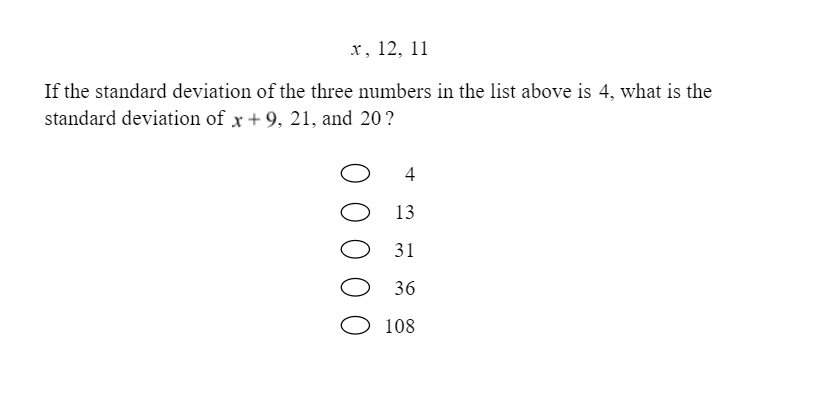 x, 12, 11
If the standard deviation of the three numbers in the list above is 4, what is the
standard deviation of x + 9, 21, and 20 ?
4
13
31
36
108